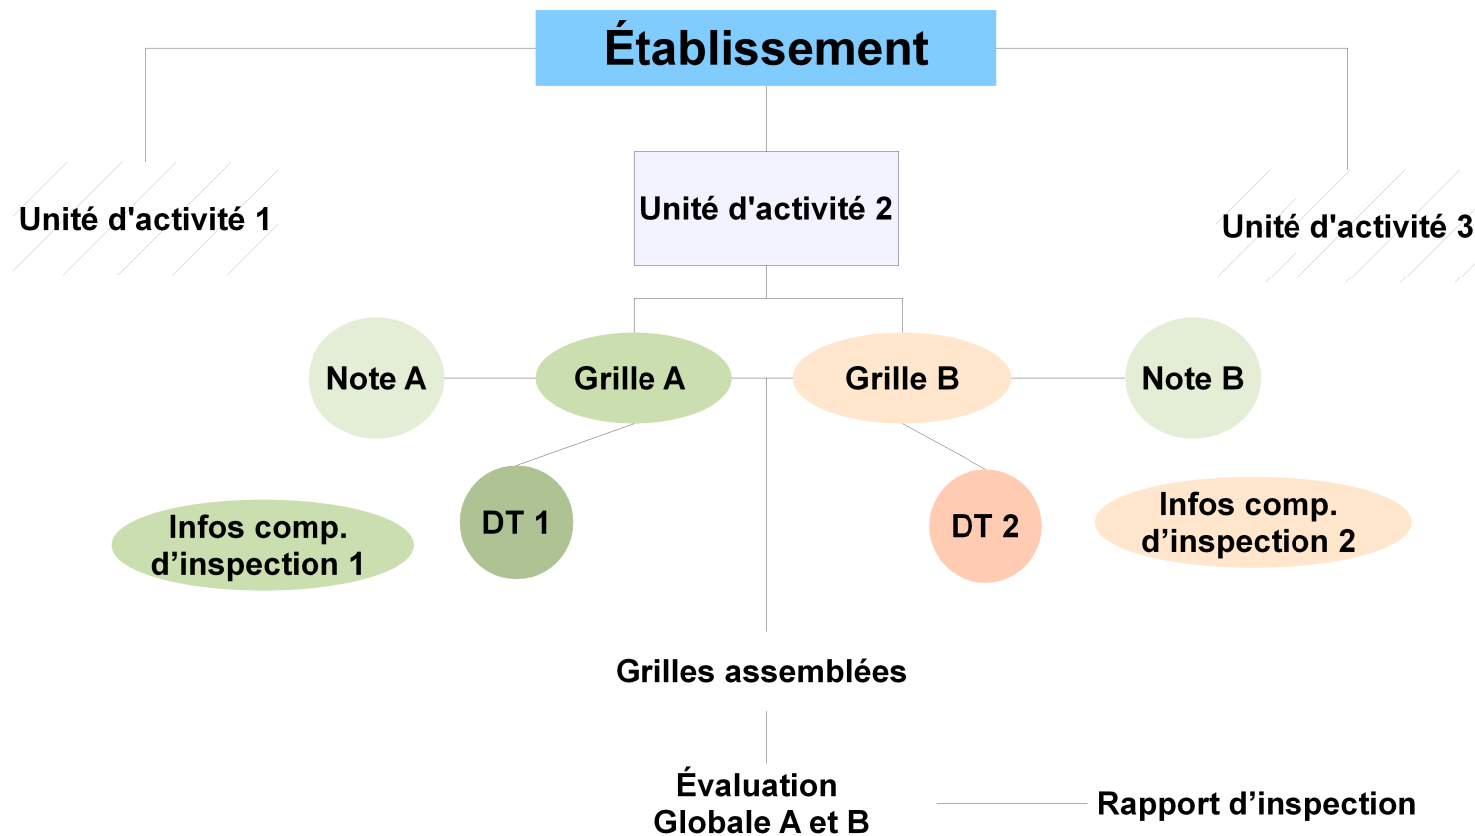 Établissement
Unité d'activité 1
Unité d'activité 2
Unité d'activité 3
Note A
Grille A
Grille B
Note B
Infos comp.
d’inspection 1
DT 1
DT 2
Infos comp.
d’inspection 2
Grilles assemblées
Évaluation
Globale A et B
Rapport d’inspection